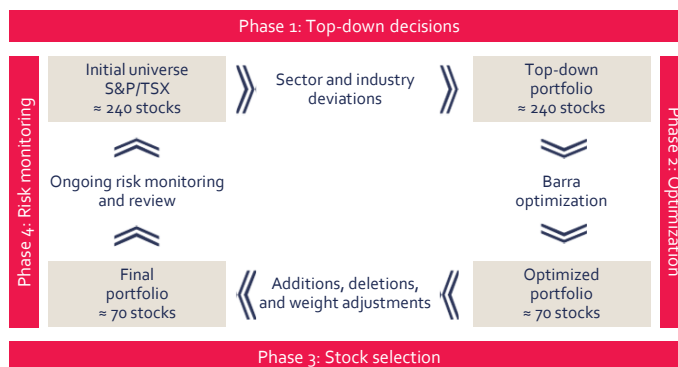 Phase 1: Top-down decisions
Initial universe
S&P/TSX
≈ 240 stocks
Sector and industry
deviations
Top-down
portfolio
≈ 240 stocks
Phase 2: Optimization
Barra
optimization
Optimized
portfolio
≈ 70 stocks
Additions, deletions,
and weight adjustments
Final
portfolio
≈ 70 stocks
Phase 3: Stock selection
Ongoing risk monitoring
and review
Phase 4: Risk monitoring